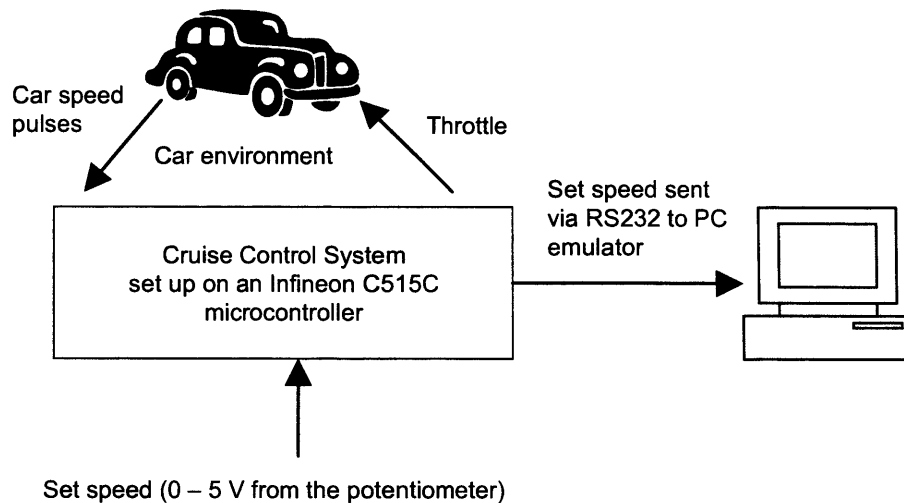 Car speed
pulses
Throttle
Car environment
Set speed sent
via RS232 to PC
emulator
Cruise Control System
set up on an Infineon C515C
microcontroller
Set speed (0 – 5 V from the potentiometer)